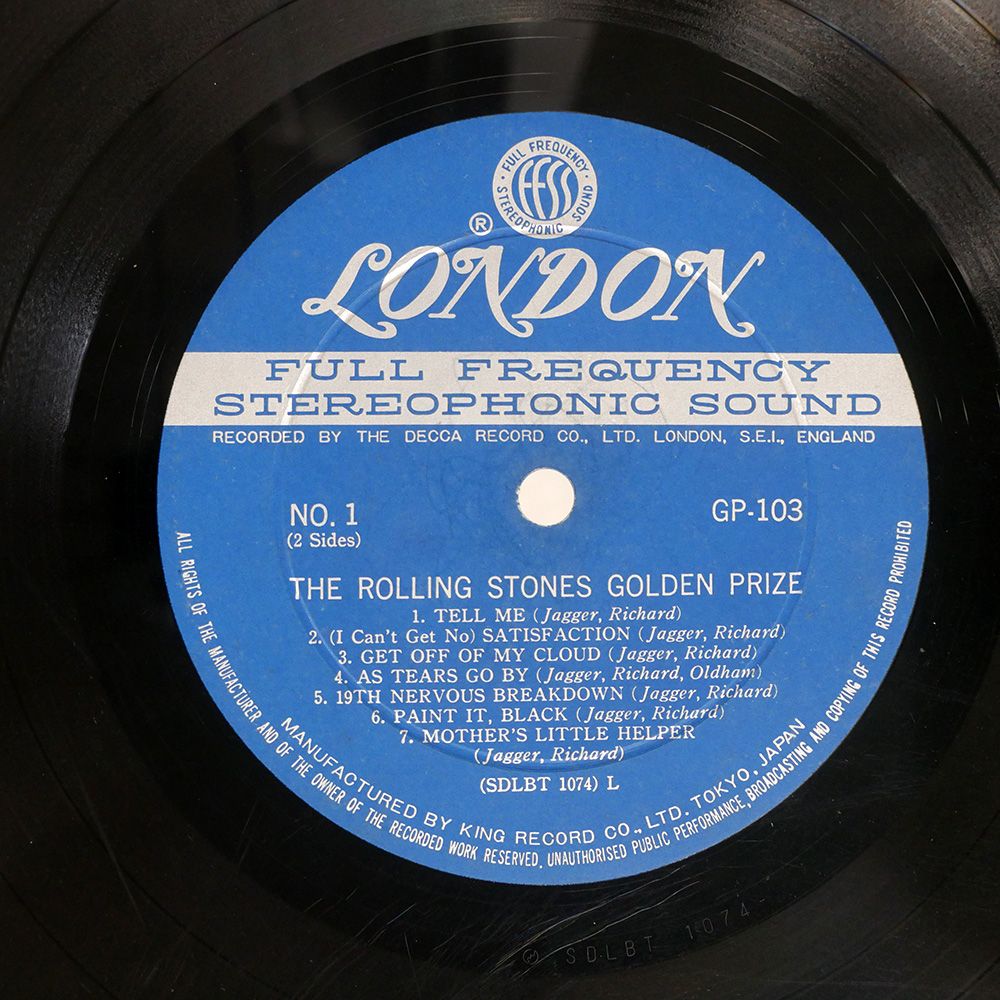 FULL FREQUENCY
FFSS
STEREOPHONIC SOUND
®
LONDON
FULL FREQUENCY
STEREOPHONIC SOUND
RECORDED BY THE DECCA RECORD CO., LTD. LONDON, S.E.I., ENGLAND
NO. 1
(2 Sides)
GP-103
THE ROLLING STONES GOLDEN PRIZE
1. TELL ME (Jagger, Richard)
2. (I Can't Get No) SATISFACTION (Jagger, Richard)
3. GET OFF OF MY CLOUD (Jagger, Richard)
4. AS TEARS GO BY (Jagger, Richard, Oldham)
5. 19TH NERVOUS BREAKDOWN (Jagger, Richard)
6. PAINT IT, BLACK (Jagger, Richard)
7. MOTHER'S LITTLE HELPER
(Jagger, Richard)
(SDLBT 1074) L
MANUFACTURED BY KING RECORD CO., LTD. TOKYO, JAPAN
ALL RIGHTS OF THE MANUFACTURER AND OF THE OWNER OF THE RECORDED WORK RESERVED. UNAUTHORISED PUBLIC PERFORMANCE, BROADCASTING AND COPYING OF THIS RECORD PROHIBITED
SDLBT 1074